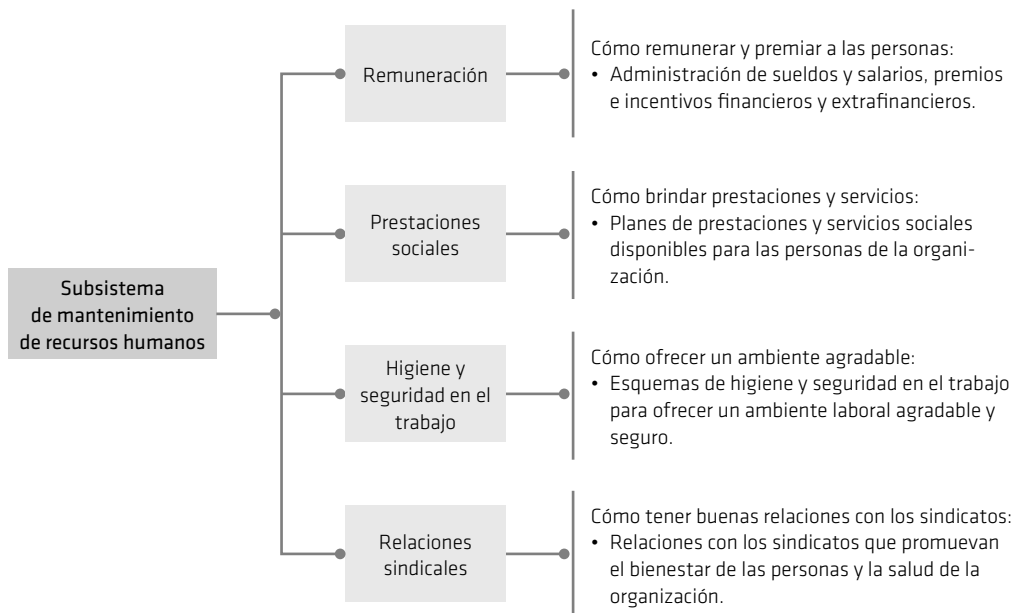 Subsistema
de mantenimiento
de recursos humanos
Remuneración
Cómo remunerar y premiar a las personas:
• Administración de sueldos y salarios, premios
e incentivos financieros y extrafinancieros.
Prestaciones
sociales
Cómo brindar prestaciones y servicios:
• Planes de prestaciones y servicios sociales
disponibles para las personas de la organi-
zación.
Higiene y
seguridad en el
trabajo
Cómo ofrecer un ambiente agradable:
• Esquemas de higiene y seguridad en el trabajo
para ofrecer un ambiente laboral agradable y
seguro.
Relaciones
sindicales
Cómo tener buenas relaciones con los sindicatos:
• Relaciones con los sindicatos que promuevan
el bienestar de las personas y la salud de la
organización.